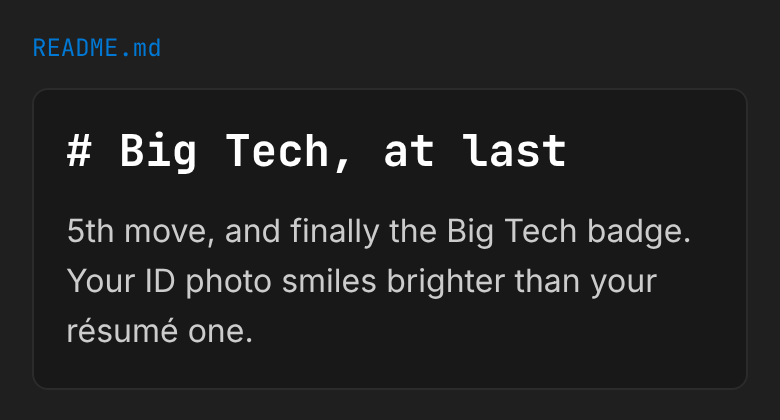 README.md
# Big Tech, at last
5th move, and finally the Big Tech badge.
Your ID photo smiles brighter than your
résumé one.